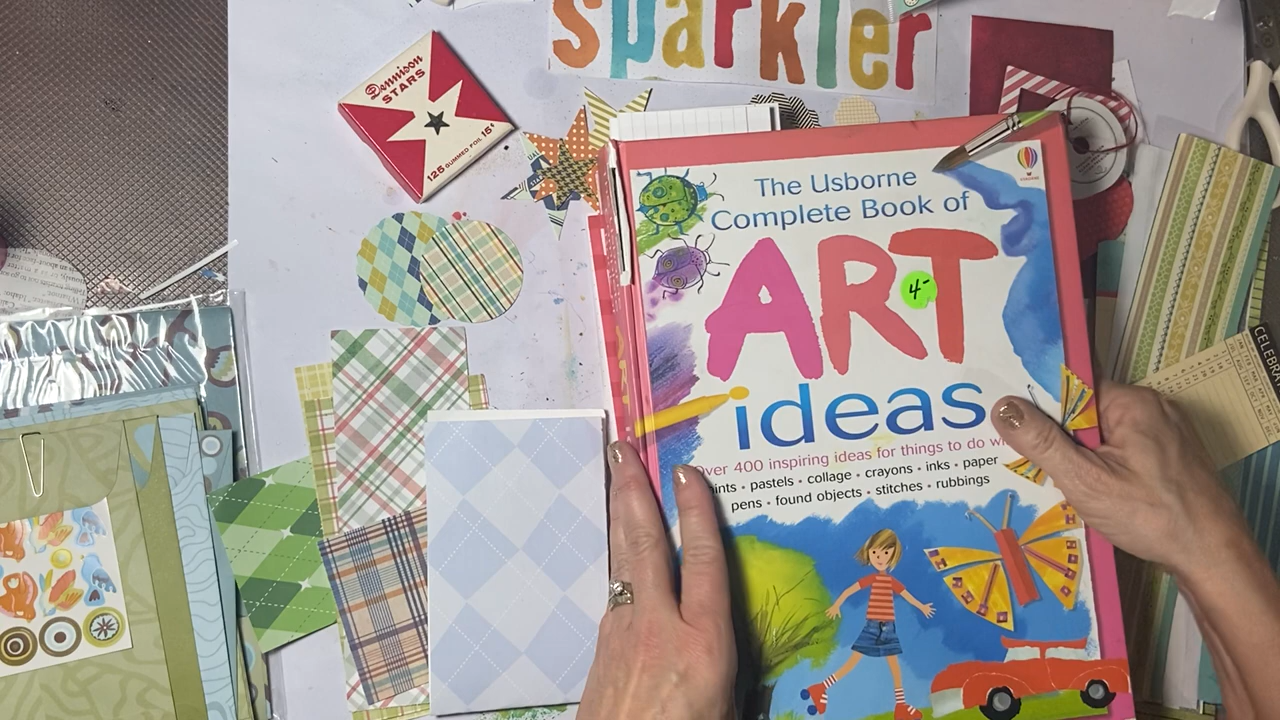 sparkler
Dennison
STARS
125 GUMMED FOIL 15¢
The Usborne
Complete Book of
ART
4-
ideas
Over 400 inspiring ideas for things to do
paints • pastels • collage • crayons • inks • paper
pens • found objects • stitches • rubbings
CELEBRA